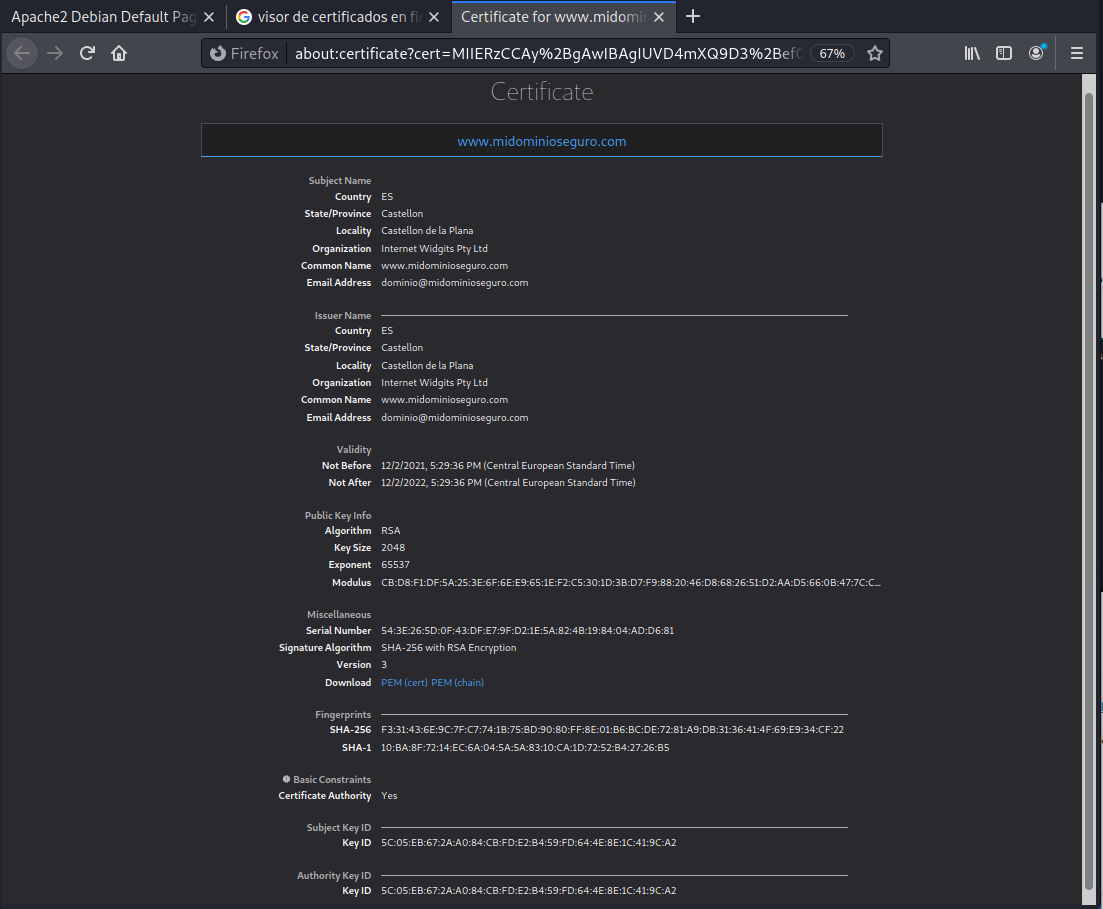 Apache2 Debian Default Pag
visor de certificados en fi
Certificate for www.midomin
Firefox about:certificate?cert=MIIERzCCAy%2BgAwIBAgIUVD4mXQ9D3%2Bef 67%
Certificate
www.midominioseguro.com
Subject Name
Country ES
State/Province Castellon
Locality Castellon de la Plana
Organization Internet Widgits Pty Ltd
Common Name www.midominioseguro.com
Email Address dominio@midominioseguro.com
Issuer Name
Country ES
State/Province Castellon
Locality Castellon de la Plana
Organization Internet Widgits Pty Ltd
Common Name www.midominioseguro.com
Email Address dominio@midominioseguro.com
Validity
Not Before 12/2/2021, 5:29:36 PM (Central European Standard Time)
Not After 12/2/2022, 5:29:36 PM (Central European Standard Time)
Public Key Info
Algorithm RSA
Key Size 2048
Exponent 65537
Modulus CB:D8:F1:DF:5A:25:3E:6F:6E:E9:65:1E:F2:C5:30:1D:3B:D7:F9:88:20:46:D8:68:26:51:D2:AA:D5:66:0B:47:7C:C...
Miscellaneous
Serial Number 54:3E:26:5D:0F:43:DF:E7:9F:D2:1E:5A:82:4B:19:84:04:AD:D6:81
Signature Algorithm SHA-256 with RSA Encryption
Version 3
Download PEM (cert) PEM (chain)
Fingerprints
SHA-256 F3:31:43:6E:9C:7F:C7:74:1B:75:BD:90:80:FF:8E:01:B6:BC:DE:72:81:A9:DB:31:36:41:4F:69:E9:34:CF:22
SHA-1 10:BA:8F:72:14:EC:6A:04:5A:5A:83:10:CA:1D:72:52:B4:27:26:B5
Basic Constraints
Certificate Authority Yes
Subject Key ID
Key ID 5C:05:EB:67:2A:A0:84:CB:FD:E2:B4:59:FD:64:4E:8E:1C:41:9C:A2
Authority Key ID
Key ID 5C:05:EB:67:2A:A0:84:CB:FD:E2:B4:59:FD:64:4E:8E:1C:41:9C:A2